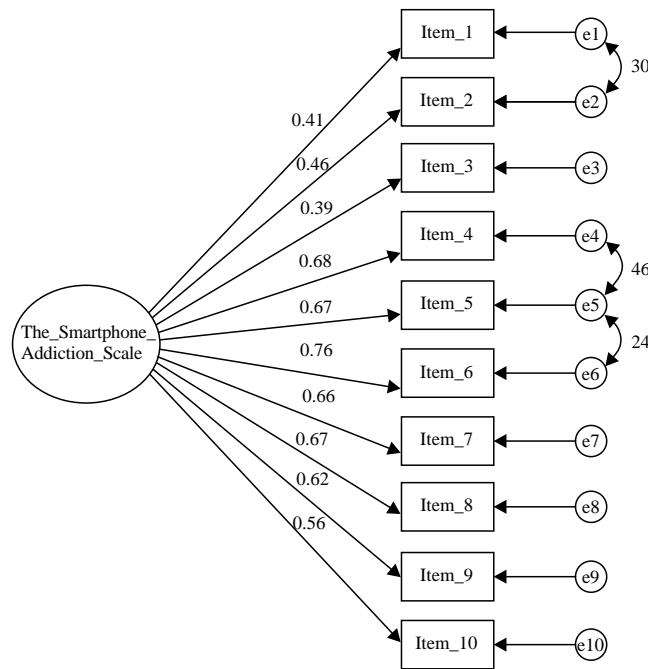 Item_1
e1
30
0.41
Item_2
e2
0.46
Item_3
e3
0.39
Item_4
e4
46
0.68
The_Smartphone_
Addiction_Scale
0.67
Item_5
e5
24
0.76
Item_6
e6
0.66
Item_7
e7
0.67
Item_8
e8
0.62
0.56
Item_9
e9
Item_10
e10